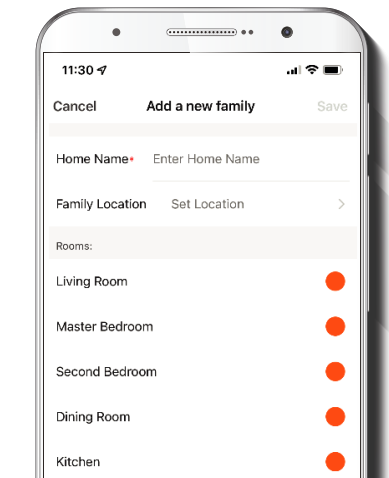 11:30
Cancel Add a new family Save
Home Name• Enter Home Name
Family Location Set Location
Rooms:
Living Room
Master Bedroom
Second Bedroom
Dining Room
Kitchen